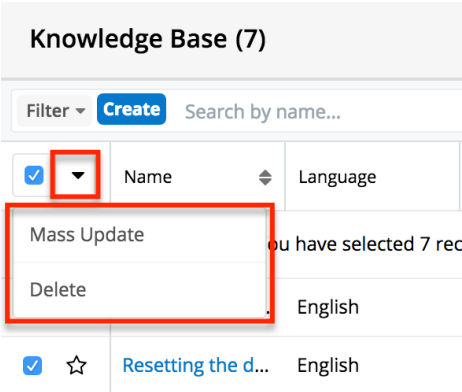 Knowledge Base (7)
Filter Create Search by name...
Name Language
Mass Update
ou have selected 7 rec
Delete
English
Resetting the d... English